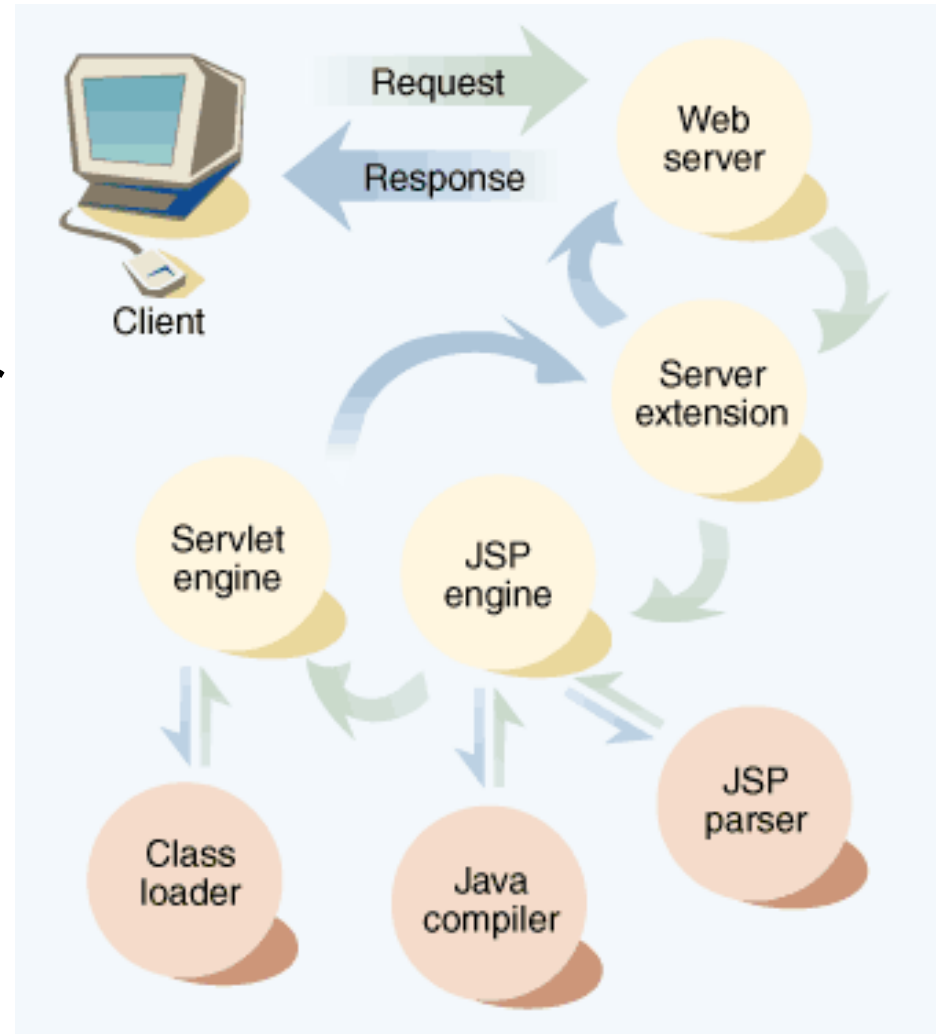 Request
Response
Client
Web
server
Server
extension
Servlet
engine
JSP
engine
JSP
parser
Class
loader
Java
compiler